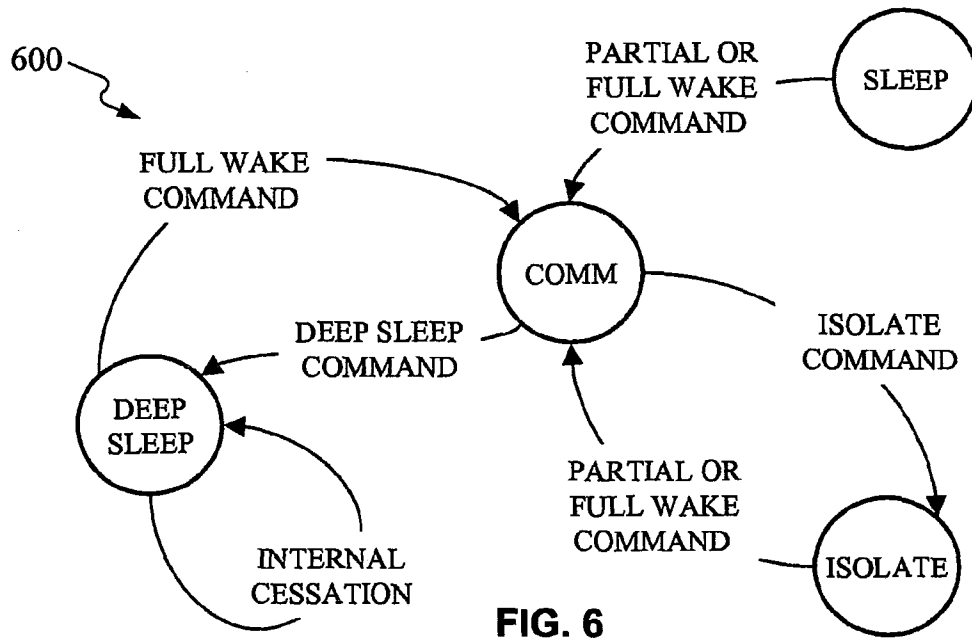 600
PARTIAL OR
FULL WAKE
COMMAND
SLEEP
FULL WAKE
COMMAND
COMM
DEEP SLEEP
COMMAND
ISOLATE
COMMAND
DEEP
SLEEP
PARTIAL OR
FULL WAKE
COMMAND
ISOLATE
INTERNAL
CESSATION
FIG. 6